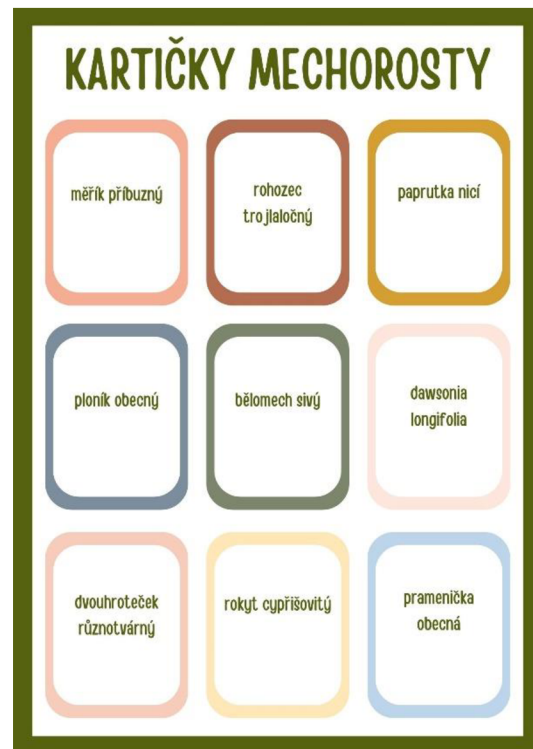 KARTIČKY MECHOROSTY
měřík příbuzný
rohozec
trojlaločný
paprutka nicí
ploník obecný
bělomech sivý
dawsonia
longifolia
dvouhroteček
různotvárný
rokyt cypřišovitý
pramenička
obecná